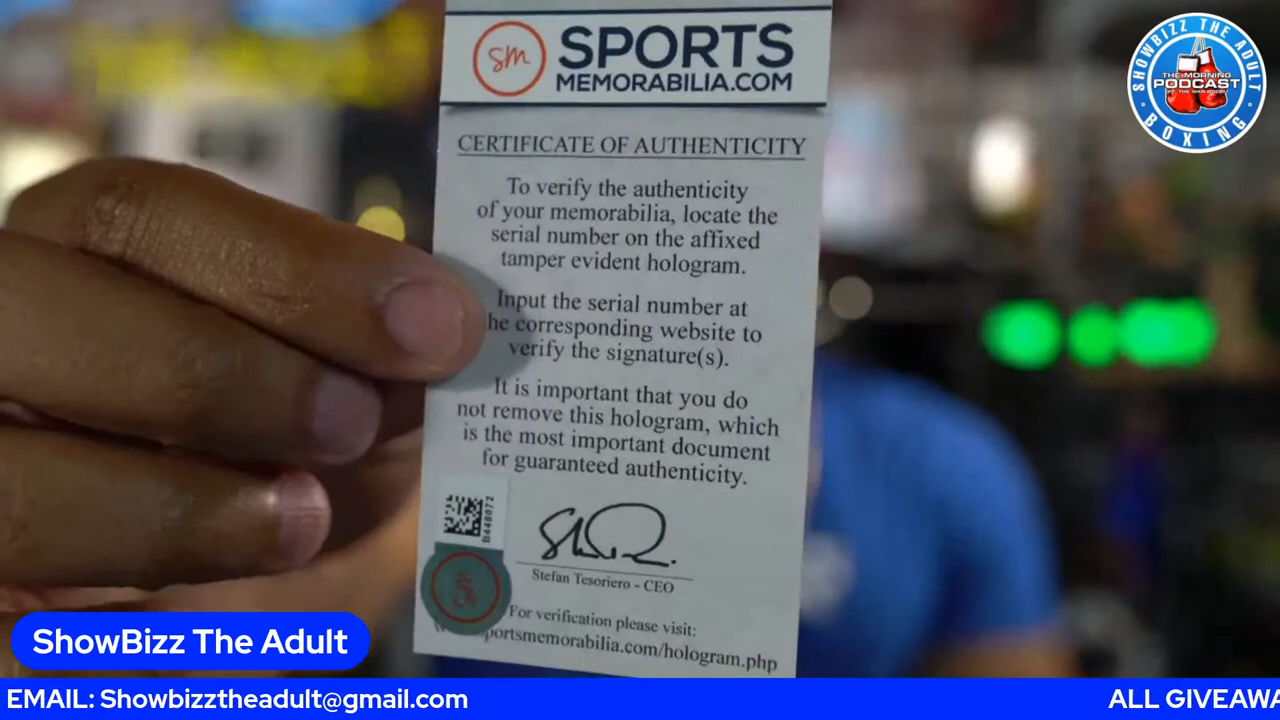 sm
SPORTS
MEMORABILIA.COM
CERTIFICATE OF AUTHENTICITY
To verify the authenticity
of your memorabilia, locate the
serial number on the affixed
tamper evident hologram.
Input the serial number at
he corresponding website to
verify the signature(s).
It is important that you do
not remove this hologram, which
is the most important document
for guaranteed authenticity.
B448072
Stefan Tesoriero - CEO
For verification please visit:
portsmemorabilia.com/hologram.php
SHOWBIZZ THE ADULT
THE MORNING
PODCAST
BOXING
ShowBizz The Adult
EMAIL: Showbizztheadult@gmail.com
ALL GIVEAWA